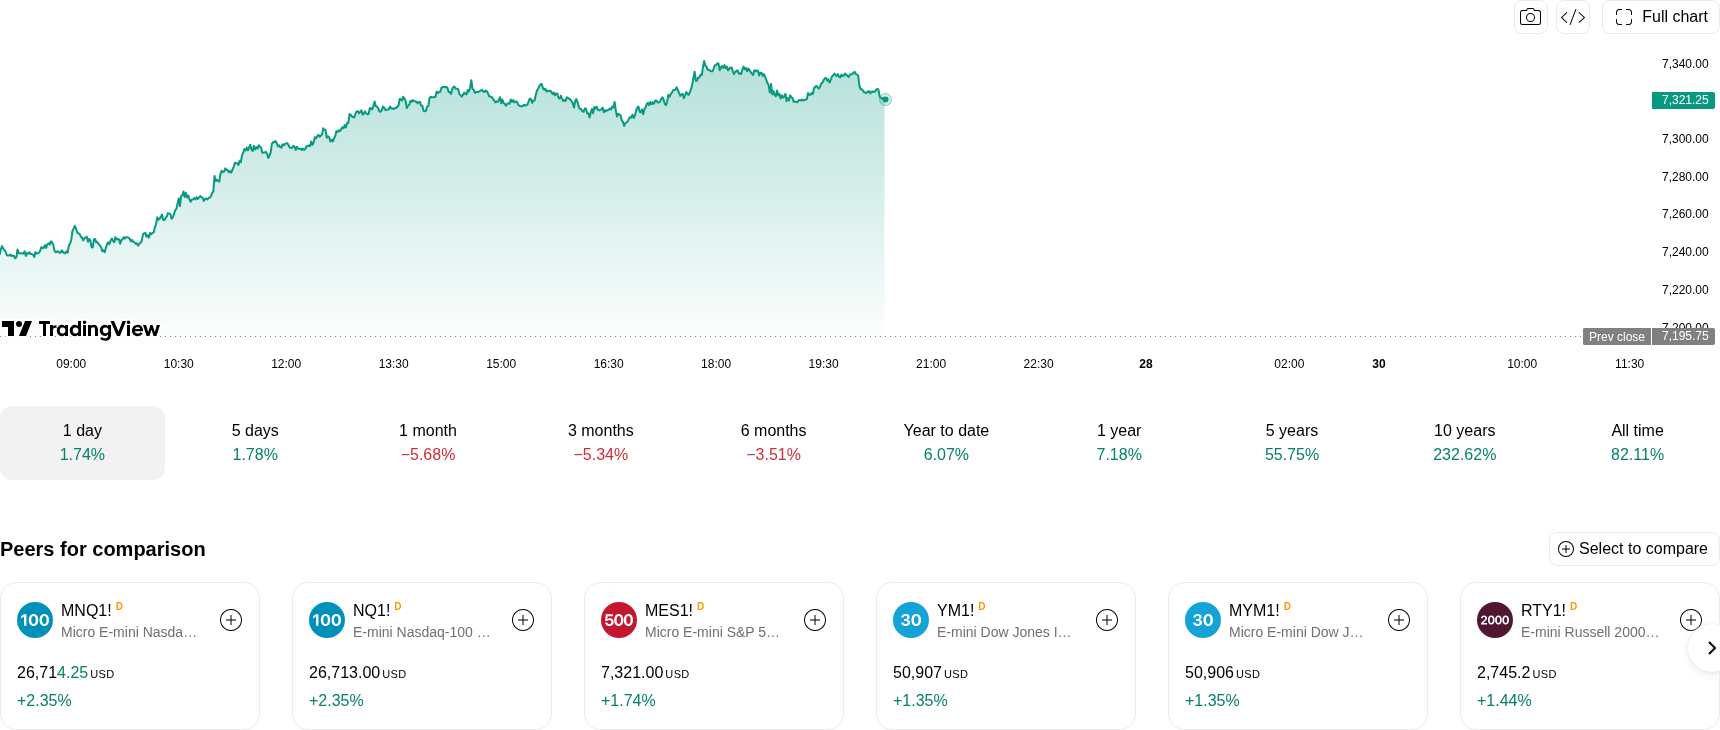 Full chart
7,340.00
7,321.25
7,300.00
7,280.00
7,260.00
7,240.00
7,220.00
7,200.00
Prev close 7,195.75
TradingView
09:00 10:30 12:00 13:30 15:00 16:30 18:00 19:30 21:00 22:30 28 02:00 30 10:00 11:30
1 day 5 days 1 month 3 months 6 months Year to date 1 year 5 years 10 years All time
1.74% 1.78% −5.68% −5.34% −3.51% 6.07% 7.18% 55.75% 232.62% 82.11%
Peers for comparison
Select to compare
100 MNQ1! D
Micro E-mini Nasda…
26,714.25 USD
+2.35%
100 NQ1! D
E-mini Nasdaq-100 …
26,713.00 USD
+2.35%
500 MES1! D
Micro E-mini S&P 5…
7,321.00 USD
+1.74%
30 YM1! D
E-mini Dow Jones I…
50,907 USD
+1.35%
30 MYM1! D
Micro E-mini Dow J…
50,906 USD
+1.35%
2000 RTY1! D
E-mini Russell 2000…
2,745.2 USD
+1.44%